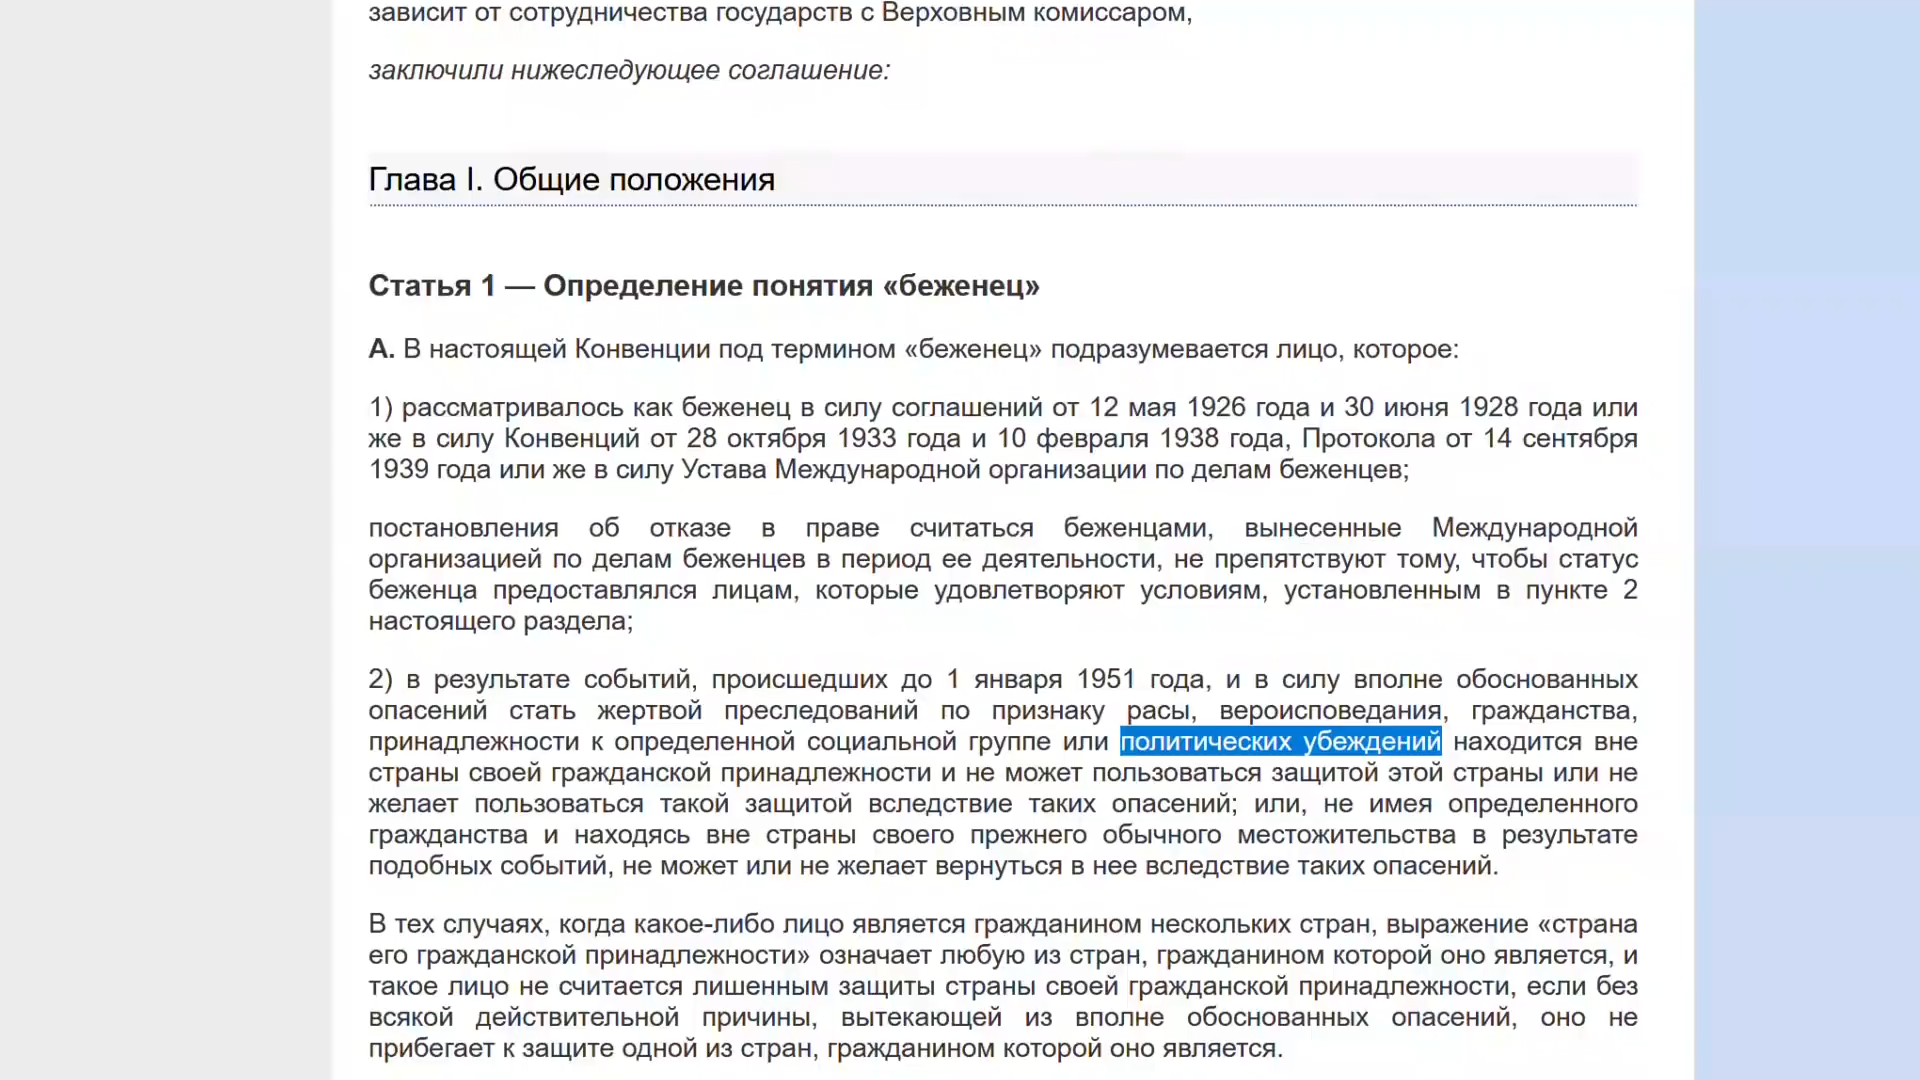 зависит от сотрудничества государств с Верховным комиссаром,
заключили нижеследующее соглашение:
Глава I. Общие положения
Статья 1 — Определение понятия «беженец»
А. В настоящей Конвенции под термином «беженец» подразумевается лицо, которое:
1) рассматривалось как беженец в силу соглашений от 12 мая 1926 года и 30 июня 1928 года или
же в силу Конвенций от 28 октября 1933 года и 10 февраля 1938 года, Протокола от 14 сентября
1939 года или же в силу Устава Международной организации по делам беженцев;
постановления об отказе в праве считаться беженцами, вынесенные Международной
организацией по делам беженцев в период ее деятельности, не препятствуют тому, чтобы статус
беженца предоставлялся лицам, которые удовлетворяют условиям, установленным в пункте 2
настоящего раздела;
2) в результате событий, происшедших до 1 января 1951 года, и в силу вполне обоснованных
опасений стать жертвой преследований по признаку расы, вероисповедания, гражданства,
принадлежности к определенной социальной группе или политических убеждений находится вне
страны своей гражданской принадлежности и не может пользоваться защитой этой страны или не
желает пользоваться такой защитой вследствие таких опасений; или, не имея определенного
гражданства и находясь вне страны своего прежнего обычного местожительства в результате
подобных событий, не может или не желает вернуться в нее вследствие таких опасений.
В тех случаях, когда какое-либо лицо является гражданином нескольких стран, выражение «страна
его гражданской принадлежности» означает любую из стран, гражданином которой оно является, и
такое лицо не считается лишенным защиты страны своей гражданской принадлежности, если без
всякой действительной причины, вытекающей из вполне обоснованных опасений, оно не
прибегает к защите одной из стран, гражданином которой оно является.